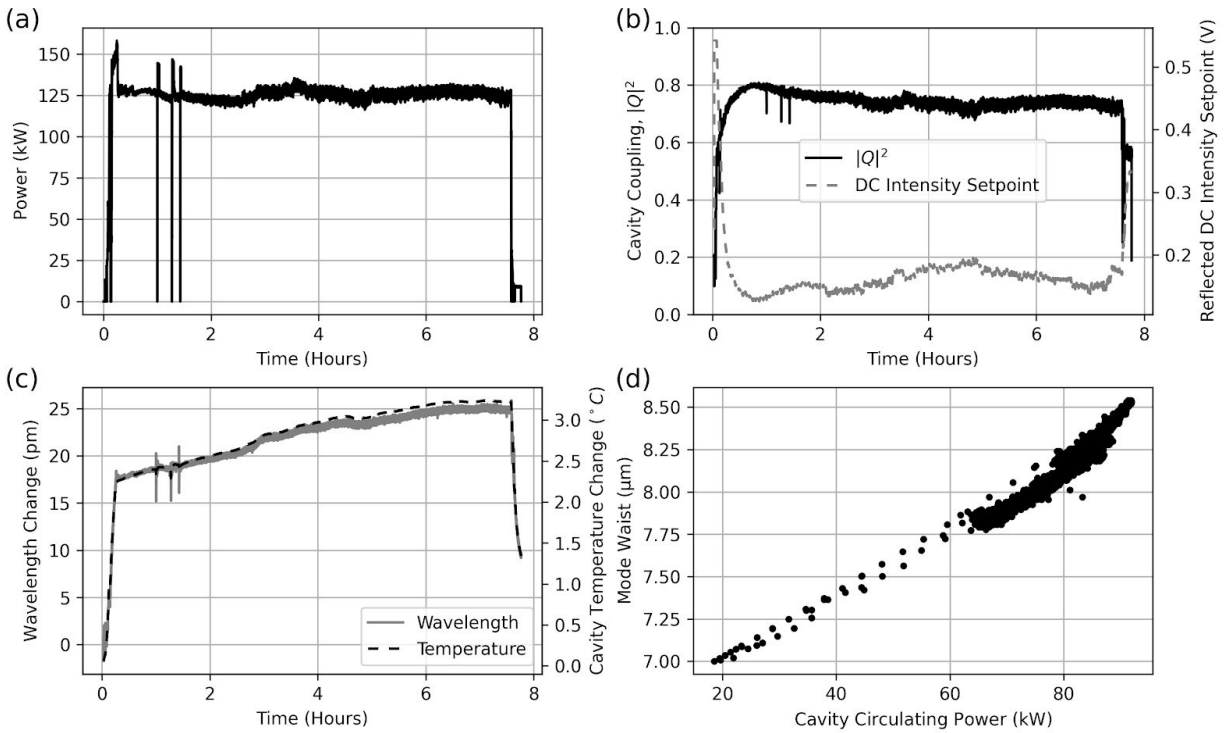 (a)
Power (kW)
150
125
100
75
50
25
0
0 2 4 6 8
Time (Hours)
(b)
Cavity Coupling, |Q|²
1.0
0.8
0.6
0.4
0.2
0.0
|Q|²
DC Intensity Setpoint
0.5
0.4
0.3
0.2
Reflected DC Intensity Setpoint (V)
0 2 4 6 8
Time (Hours)
(c)
Wavelength Change (pm)
25
20
15
10
5
0
Wavelength
Temperature
3.0
2.5
2.0
1.5
1.0
0.5
0.0
Cavity Temperature Change (°C)
0 2 4 6 8
Time (Hours)
(d)
Mode Waist (μm)
8.50
8.25
8.00
7.75
7.50
7.25
7.00
20 40 60 80
Cavity Circulating Power (kW)